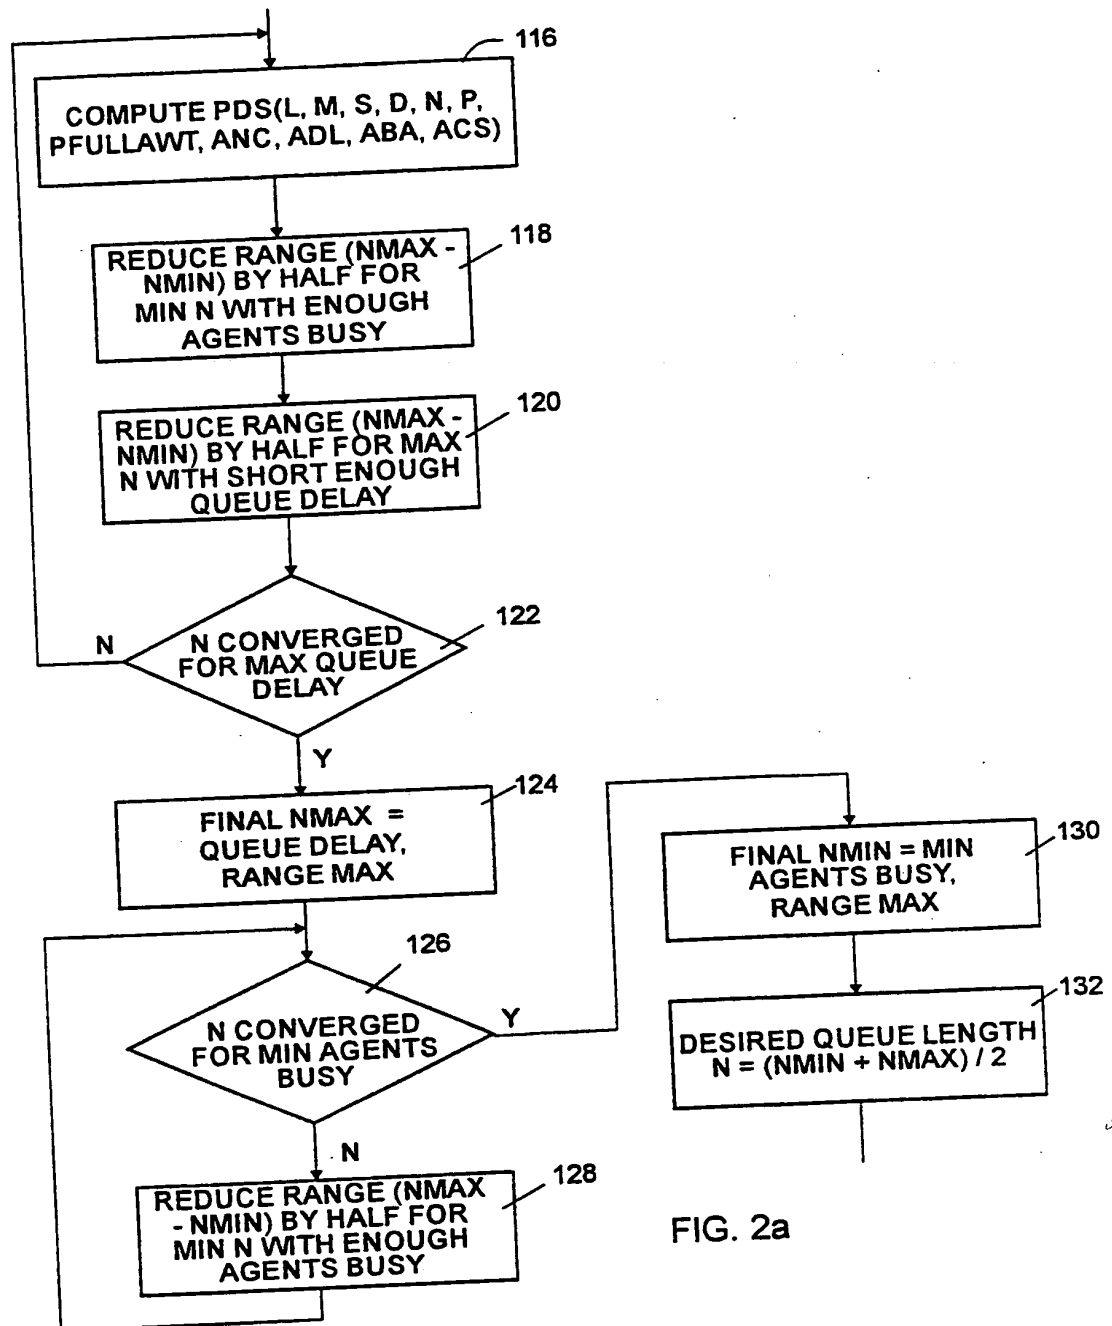 116
COMPUTE PDS(L, M, S, D, N, P,
PFULLAWT, ANC, ADL, ABA, ACS)
118
REDUCE RANGE (NMAX -
NMIN) BY HALF FOR
MIN N WITH ENOUGH
AGENTS BUSY
120
REDUCE RANGE (NMAX -
NMIN) BY HALF FOR MAX
N WITH SHORT ENOUGH
QUEUE DELAY
122
N
N CONVERGED
FOR MAX QUEUE
DELAY
Y
124
FINAL NMAX =
QUEUE DELAY,
RANGE MAX
126
N CONVERGED
FOR MIN AGENTS
BUSY
Y
N
128
REDUCE RANGE (NMAX
- NMIN) BY HALF FOR
MIN N WITH ENOUGH
AGENTS BUSY
130
FINAL NMIN = MIN
AGENTS BUSY,
RANGE MAX
132
DESIRED QUEUE LENGTH
N = (NMIN + NMAX) / 2
FIG. 2a